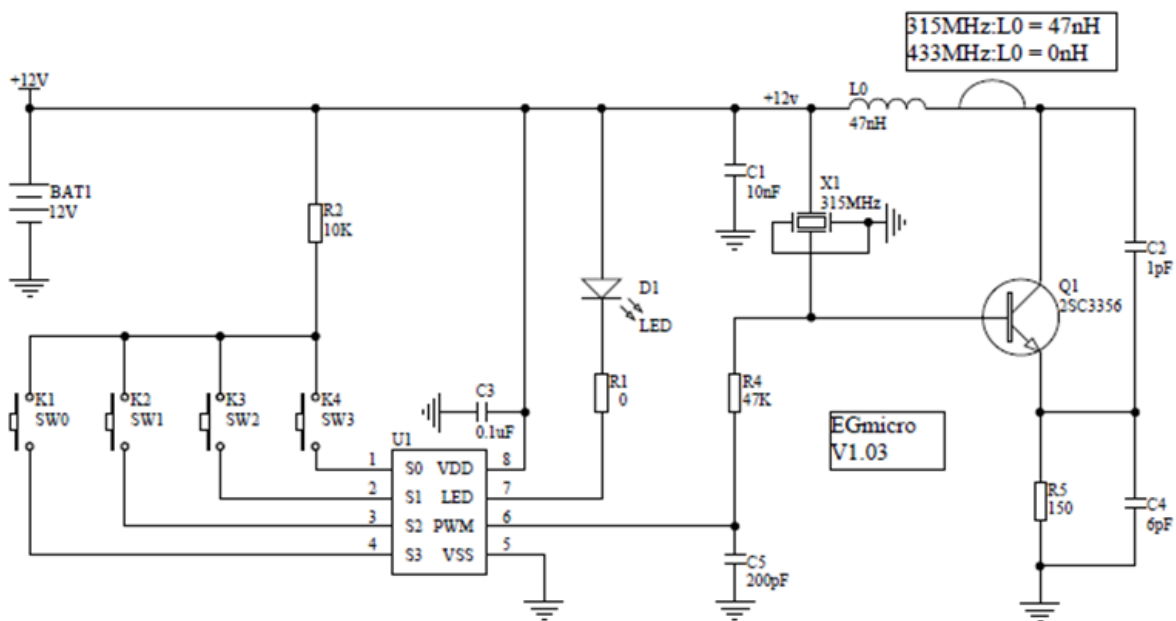 315MHz:L0 = 47nH
433MHz:L0 = 0nH
+12V
+12v
L0
47nH
BAT1
12V
R2
10K
C1
10nF
X1
315MHz
C2
1pF
Q1
2SC3356
D1
LED
K1
SW0
K2
SW1
K3
SW2
K4
SW3
C3
0.1uF
R1
0
R4
47K
EGmicro
V1.03
U1
1 S0 VDD 8
2 S1 LED 7
3 S2 PWM 6
4 S3 VSS 5
R5
150
C4
6pF
C5
200pF